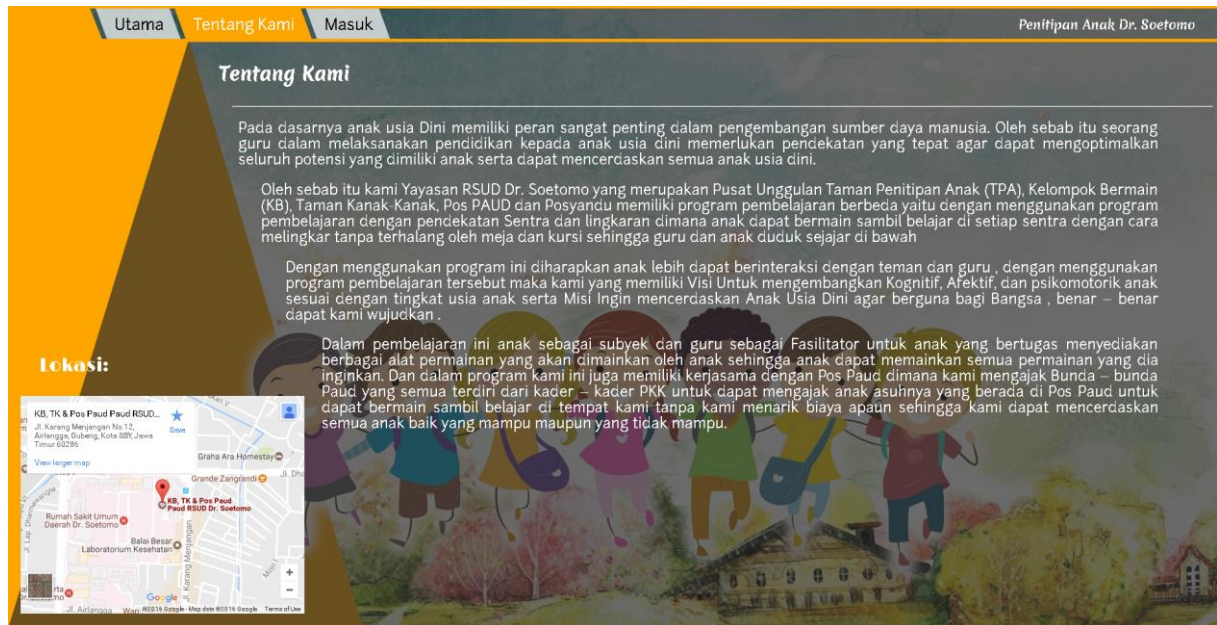 Utama
Tentang Kami
Masuk
Penitipan Anak Dr. Soetomo
Tentang Kami
Pada dasarnya anak usia Dini memiliki peran sangat penting dalam pengembangan sumber daya manusia. Oleh sebab itu seorang
guru dalam melaksanakan pendidikan kepada anak usia dini memerlukan pendekatan yang tepat agar dapat mengoptimalkan
seluruh potensi yang dimiliki anak serta dapat mencerdaskan semua anak usia dini.
Oleh sebab itu kami Yayasan RSUD Dr. Soetomo yang merupakan Pusat Unggulan Taman Penitipan Anak (TPA), Kelompok Bermain
(KB), Taman Kanak-Kanak, Pos PAUD dan Posyandu memiliki program pembelajaran berbeda yaitu dengan menggunakan program
pembelajaran dengan pendekatan Sentra dan lingkaran dimana anak dapat bermain sambil belajar di setiap sentra dengan cara
melingkar tanpa terhalang oleh meja dan kursi sehingga guru dan anak duduk sejajar di bawah
Dengan menggunakan program ini diharapkan anak lebih dapat berinteraksi dengan teman dan guru , dengan menggunakan
program pembelajaran tersebut maka kami yang memiliki Visi Untuk mengembangkan Kognitif, Afektif, dan psikomotorik anak
sesuai dengan tingkat usia anak serta Misi Ingin mencerdaskan Anak Usia Dini agar berguna bagi Bangsa , benar – benar
dapat kami wujudkan .
Dalam pembelajaran ini anak sebagai subyek dan guru sebagai Fasilitator untuk anak yang bertugas menyediakan
berbagai alat permainan yang akan dimainkan oleh anak sehingga anak dapat memainkan semua permainan yang dia
inginkan. Dan dalam program kami ini juga memiliki kerjasama dengan Pos Paud dimana kami mengajak Bunda – bunda
Paud yang semua terdiri dari kader – kader PKK untuk dapat mengajak anak asuhnya yang berada di Pos Paud untuk
dapat bermain sambil belajar di tempat kami tanpa kami menarik biaya apaun sehingga kami dapat mencerdaskan
semua anak baik yang mampu maupun yang tidak mampu.
Lokasi:
KB, TK & Pos Paud Paud RSUD...
Save
Jl. Karang Menjangan No.12,
Airlangga, Gubeng, Kota SBY, Jawa
Timur 60286
View larger map
Graha Ara Homestay
Grande Zangrandi
Jl. Dha
KB, TK & Pos Paud
Paud RSUD Dr. Soetomo
Rumah Sakit Umum
Daerah Dr. Soetomo
Balai Besar
Laboratorium Kesehatan
Jl. Karang Menjangan
Google
Jl. Airlangga
©2016 Google - Map data ©2016 Google
Terms of Use